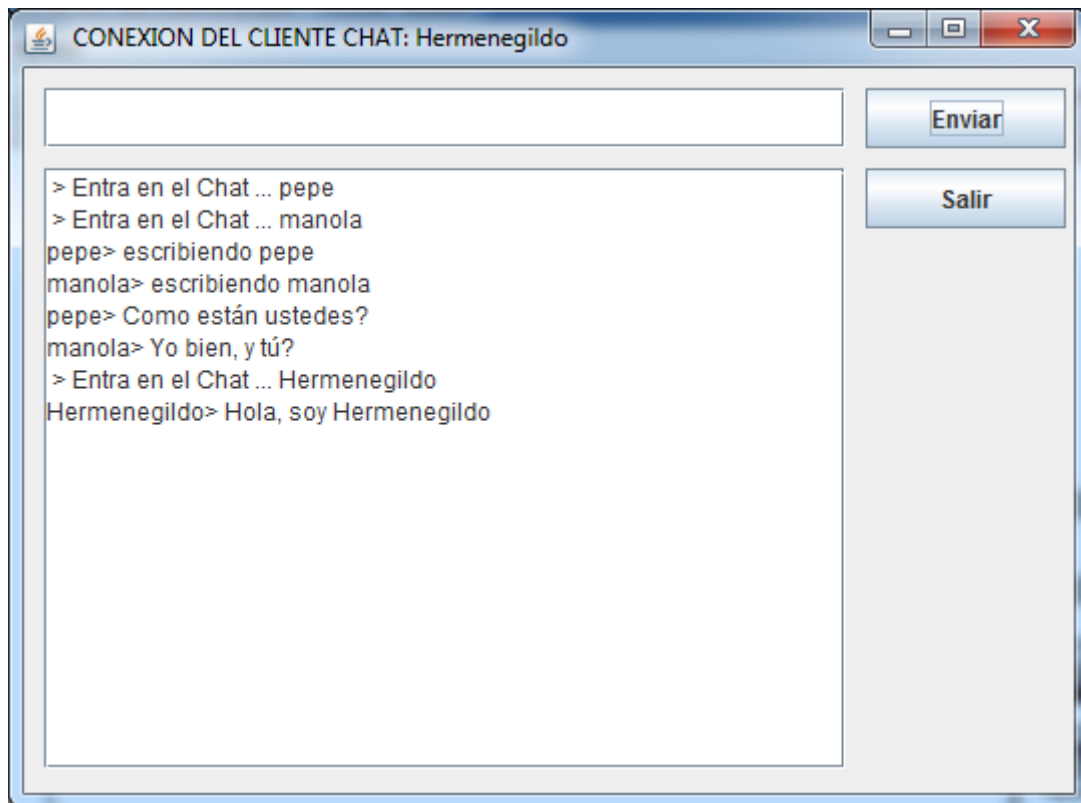 CONEXION DEL CLIENTE CHAT: Hermenegildo
Enviar
Salir
> Entra en el Chat ... pepe
> Entra en el Chat ... manola
pepe> escribiendo pepe
manola> escribiendo manola
pepe> Como están ustedes?
manola> Yo bien, y tú?
> Entra en el Chat ... Hermenegildo
Hermenegildo> Hola, soy Hermenegildo